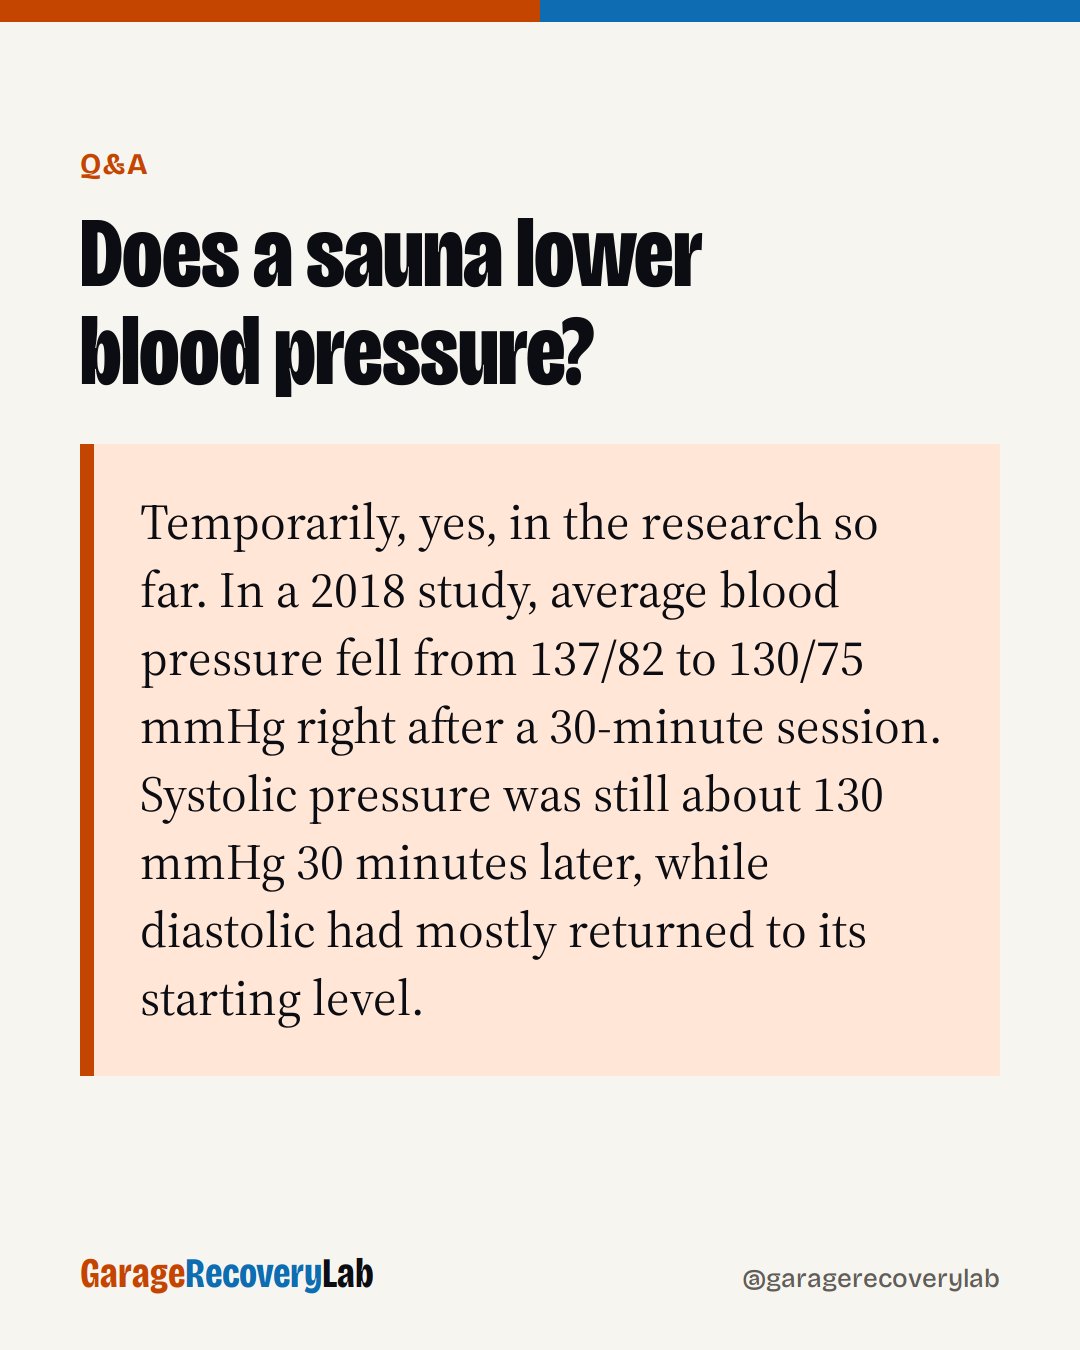 Q&A
Does a sauna lower
blood pressure?
Temporarily, yes, in the research so
far. In a 2018 study, average blood
pressure fell from 137/82 to 130/75
mmHg right after a 30-minute session.
Systolic pressure was still about 130
mmHg 30 minutes later, while
diastolic had mostly returned to its
starting level.
GarageRecoveryLab
@garagerecoverylab